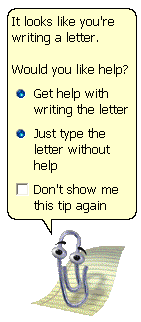 It looks like you're
writing a letter.
Would you like help?
Get help with
writing the letter
Just type the
letter without
help
Don't show me
this tip again